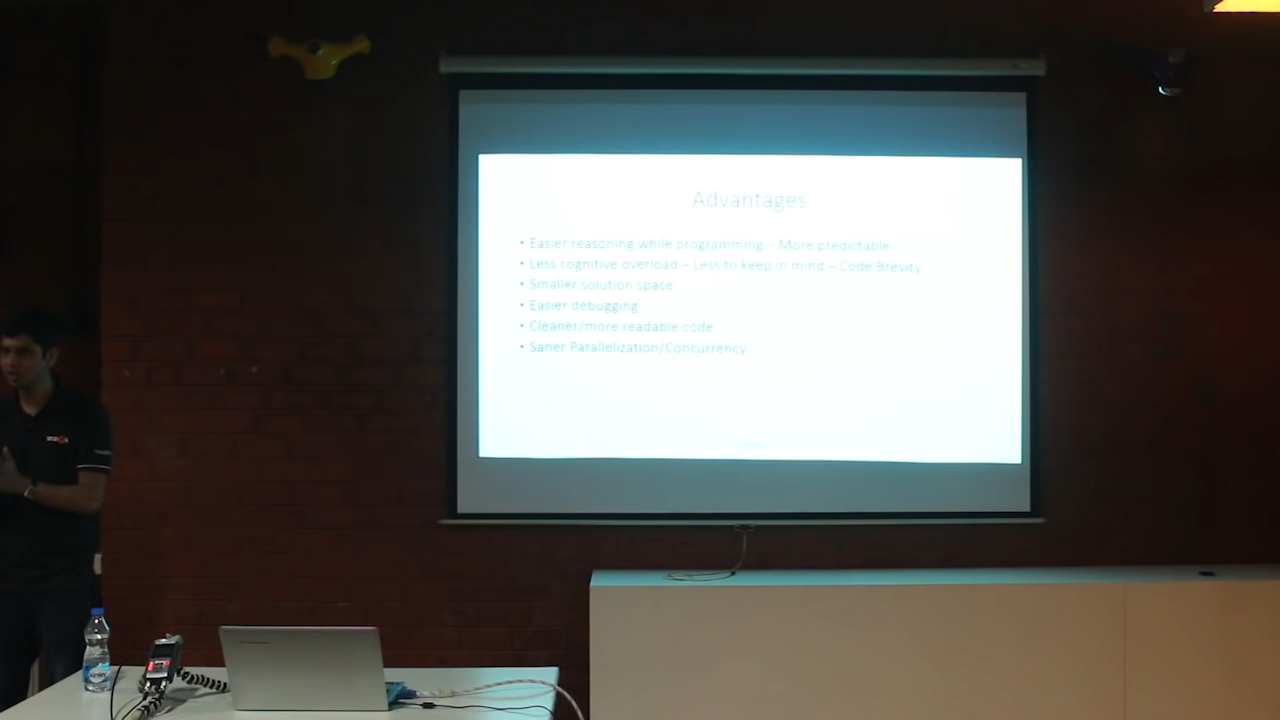 Advantages
• Easier reasoning while programming – More predictable
• Less cognitive overload – Less to keep in mind – Code Brevity
• Smaller solution space
• Easier debugging
• Cleaner/more readable code
• Saner Parallelization/Concurrency